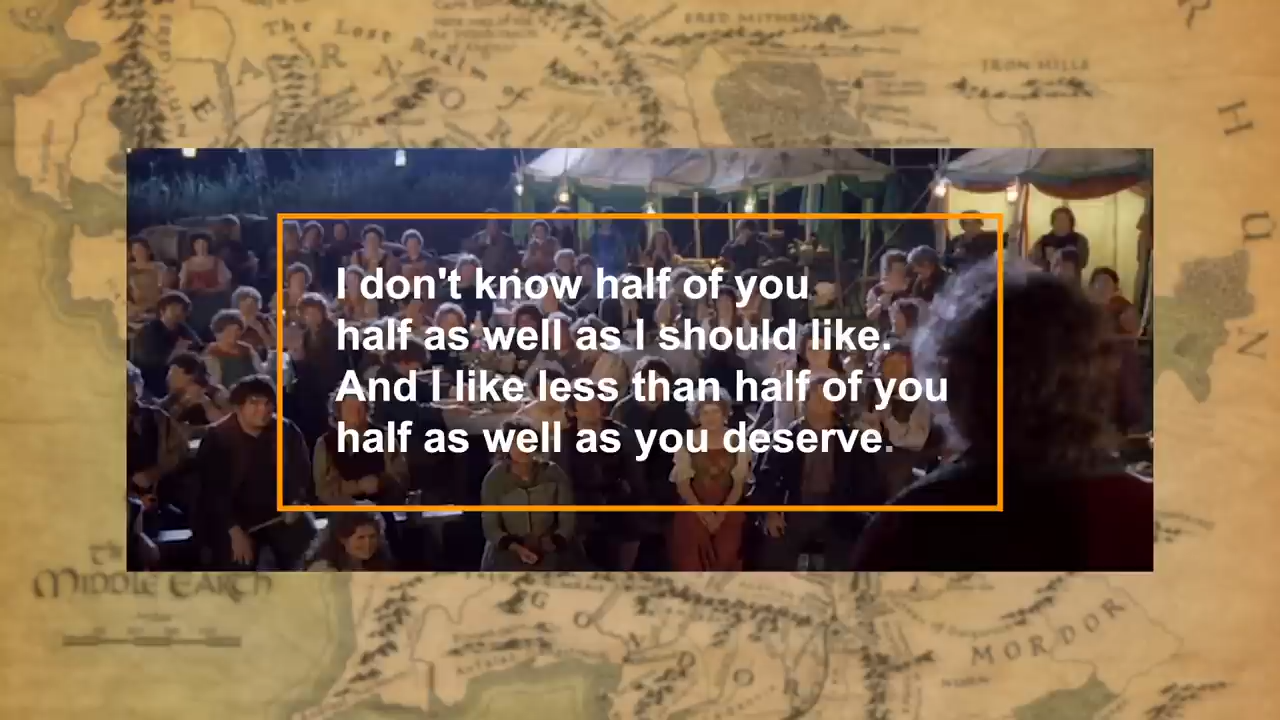 The Lost Realm
ERED MITHRIN
IRON HILLS
I don't know half of you
half as well as I should like.
And I like less than half of you
half as well as you deserve.
MIDDLE EARTH
MORDOR